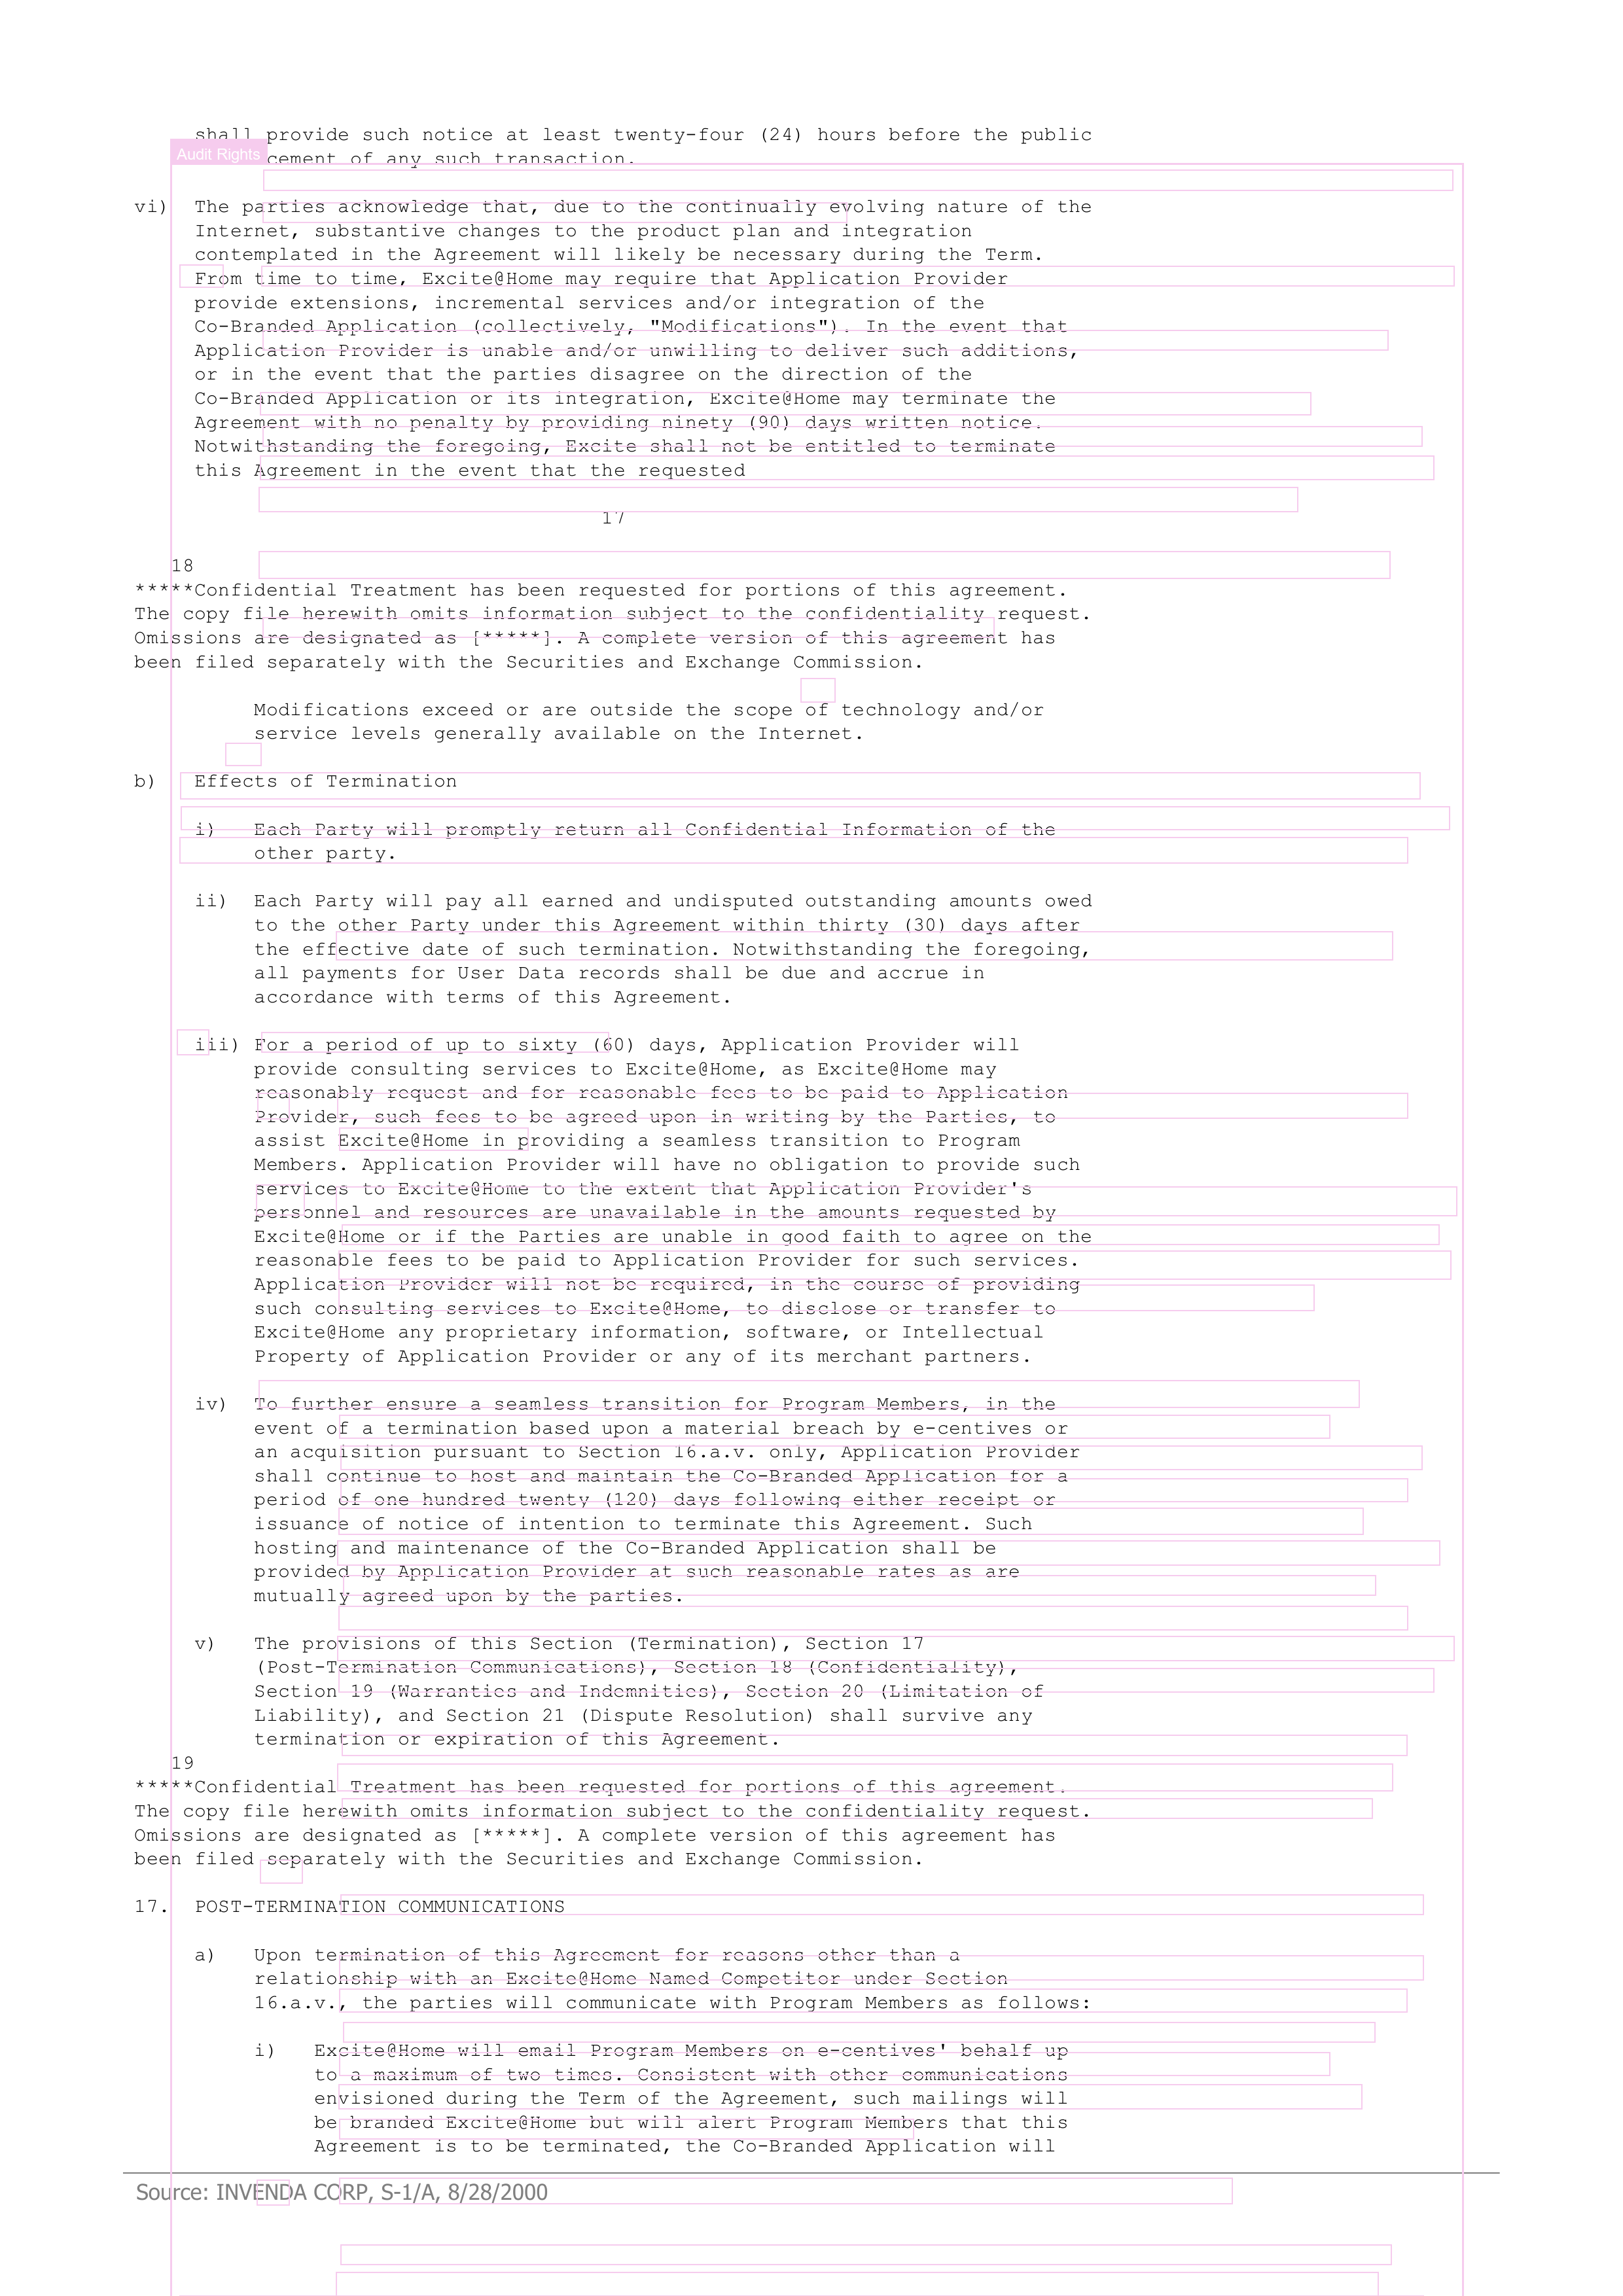 shall provide such notice at least twenty-four (24) hours before the public
Audit Rights
cement of any such transaction.
vi) The parties acknowledge that, due to the continually evolving nature of the
Internet, substantive changes to the product plan and integration
contemplated in the Agreement will likely be necessary during the Term.
From time to time, Excite@Home may require that Application Provider
provide extensions, incremental services and/or integration of the
Co-Branded Application (collectively, "Modifications"). In the event that
Application Provider is unable and/or unwilling to deliver such additions,
or in the event that the parties disagree on the direction of the
Co-Branded Application or its integration, Excite@Home may terminate the
Agreement with no penalty by providing ninety (90) days written notice.
Notwithstanding the foregoing, Excite shall not be entitled to terminate
this Agreement in the event that the requested
17
18
*****Confidential Treatment has been requested for portions of this agreement.
The copy file herewith omits information subject to the confidentiality request.
Omissions are designated as [*****]. A complete version of this agreement has
been filed separately with the Securities and Exchange Commission.
Modifications exceed or are outside the scope of technology and/or
service levels generally available on the Internet.
b) Effects of Termination
i) Each Party will promptly return all Confidential Information of the
other party.
ii) Each Party will pay all earned and undisputed outstanding amounts owed
to the other Party under this Agreement within thirty (30) days after
the effective date of such termination. Notwithstanding the foregoing,
all payments for User Data records shall be due and accrue in
accordance with terms of this Agreement.
iii) For a period of up to sixty (60) days, Application Provider will
provide consulting services to Excite@Home, as Excite@Home may
reasonably request and for reasonable fees to be paid to Application
Provider, such fees to be agreed upon in writing by the Parties, to
assist Excite@Home in providing a seamless transition to Program
Members. Application Provider will have no obligation to provide such
services to Excite@Home to the extent that Application Provider's
personnel and resources are unavailable in the amounts requested by
Excite@Home or if the Parties are unable in good faith to agree on the
reasonable fees to be paid to Application Provider for such services.
Application Provider will not be required, in the course of providing
such consulting services to Excite@Home, to disclose or transfer to
Excite@Home any proprietary information, software, or Intellectual
Property of Application Provider or any of its merchant partners.
iv) To further ensure a seamless transition for Program Members, in the
event of a termination based upon a material breach by e-centives or
an acquisition pursuant to Section 16.a.v. only, Application Provider
shall continue to host and maintain the Co-Branded Application for a
period of one hundred twenty (120) days following either receipt or
issuance of notice of intention to terminate this Agreement. Such
hosting and maintenance of the Co-Branded Application shall be
provided by Application Provider at such reasonable rates as are
mutually agreed upon by the parties.
v) The provisions of this Section (Termination), Section 17
(Post-Termination Communications), Section 18 (Confidentiality),
Section 19 (Warranties and Indemnities), Section 20 (Limitation of
Liability), and Section 21 (Dispute Resolution) shall survive any
termination or expiration of this Agreement.
19
*****Confidential Treatment has been requested for portions of this agreement.
The copy file herewith omits information subject to the confidentiality request.
Omissions are designated as [*****]. A complete version of this agreement has
been filed separately with the Securities and Exchange Commission.
17. POST-TERMINATION COMMUNICATIONS
a) Upon termination of this Agreement for reasons other than a
relationship with an Excite@Home Named Competitor under Section
16.a.v., the parties will communicate with Program Members as follows:
i) Excite@Home will email Program Members on e-centives' behalf up
to a maximum of two times. Consistent with other communications
envisioned during the Term of the Agreement, such mailings will
be branded Excite@Home but will alert Program Members that this
Agreement is to be terminated, the Co-Branded Application will
Source: INVENDA CORP, S-1/A, 8/28/2000